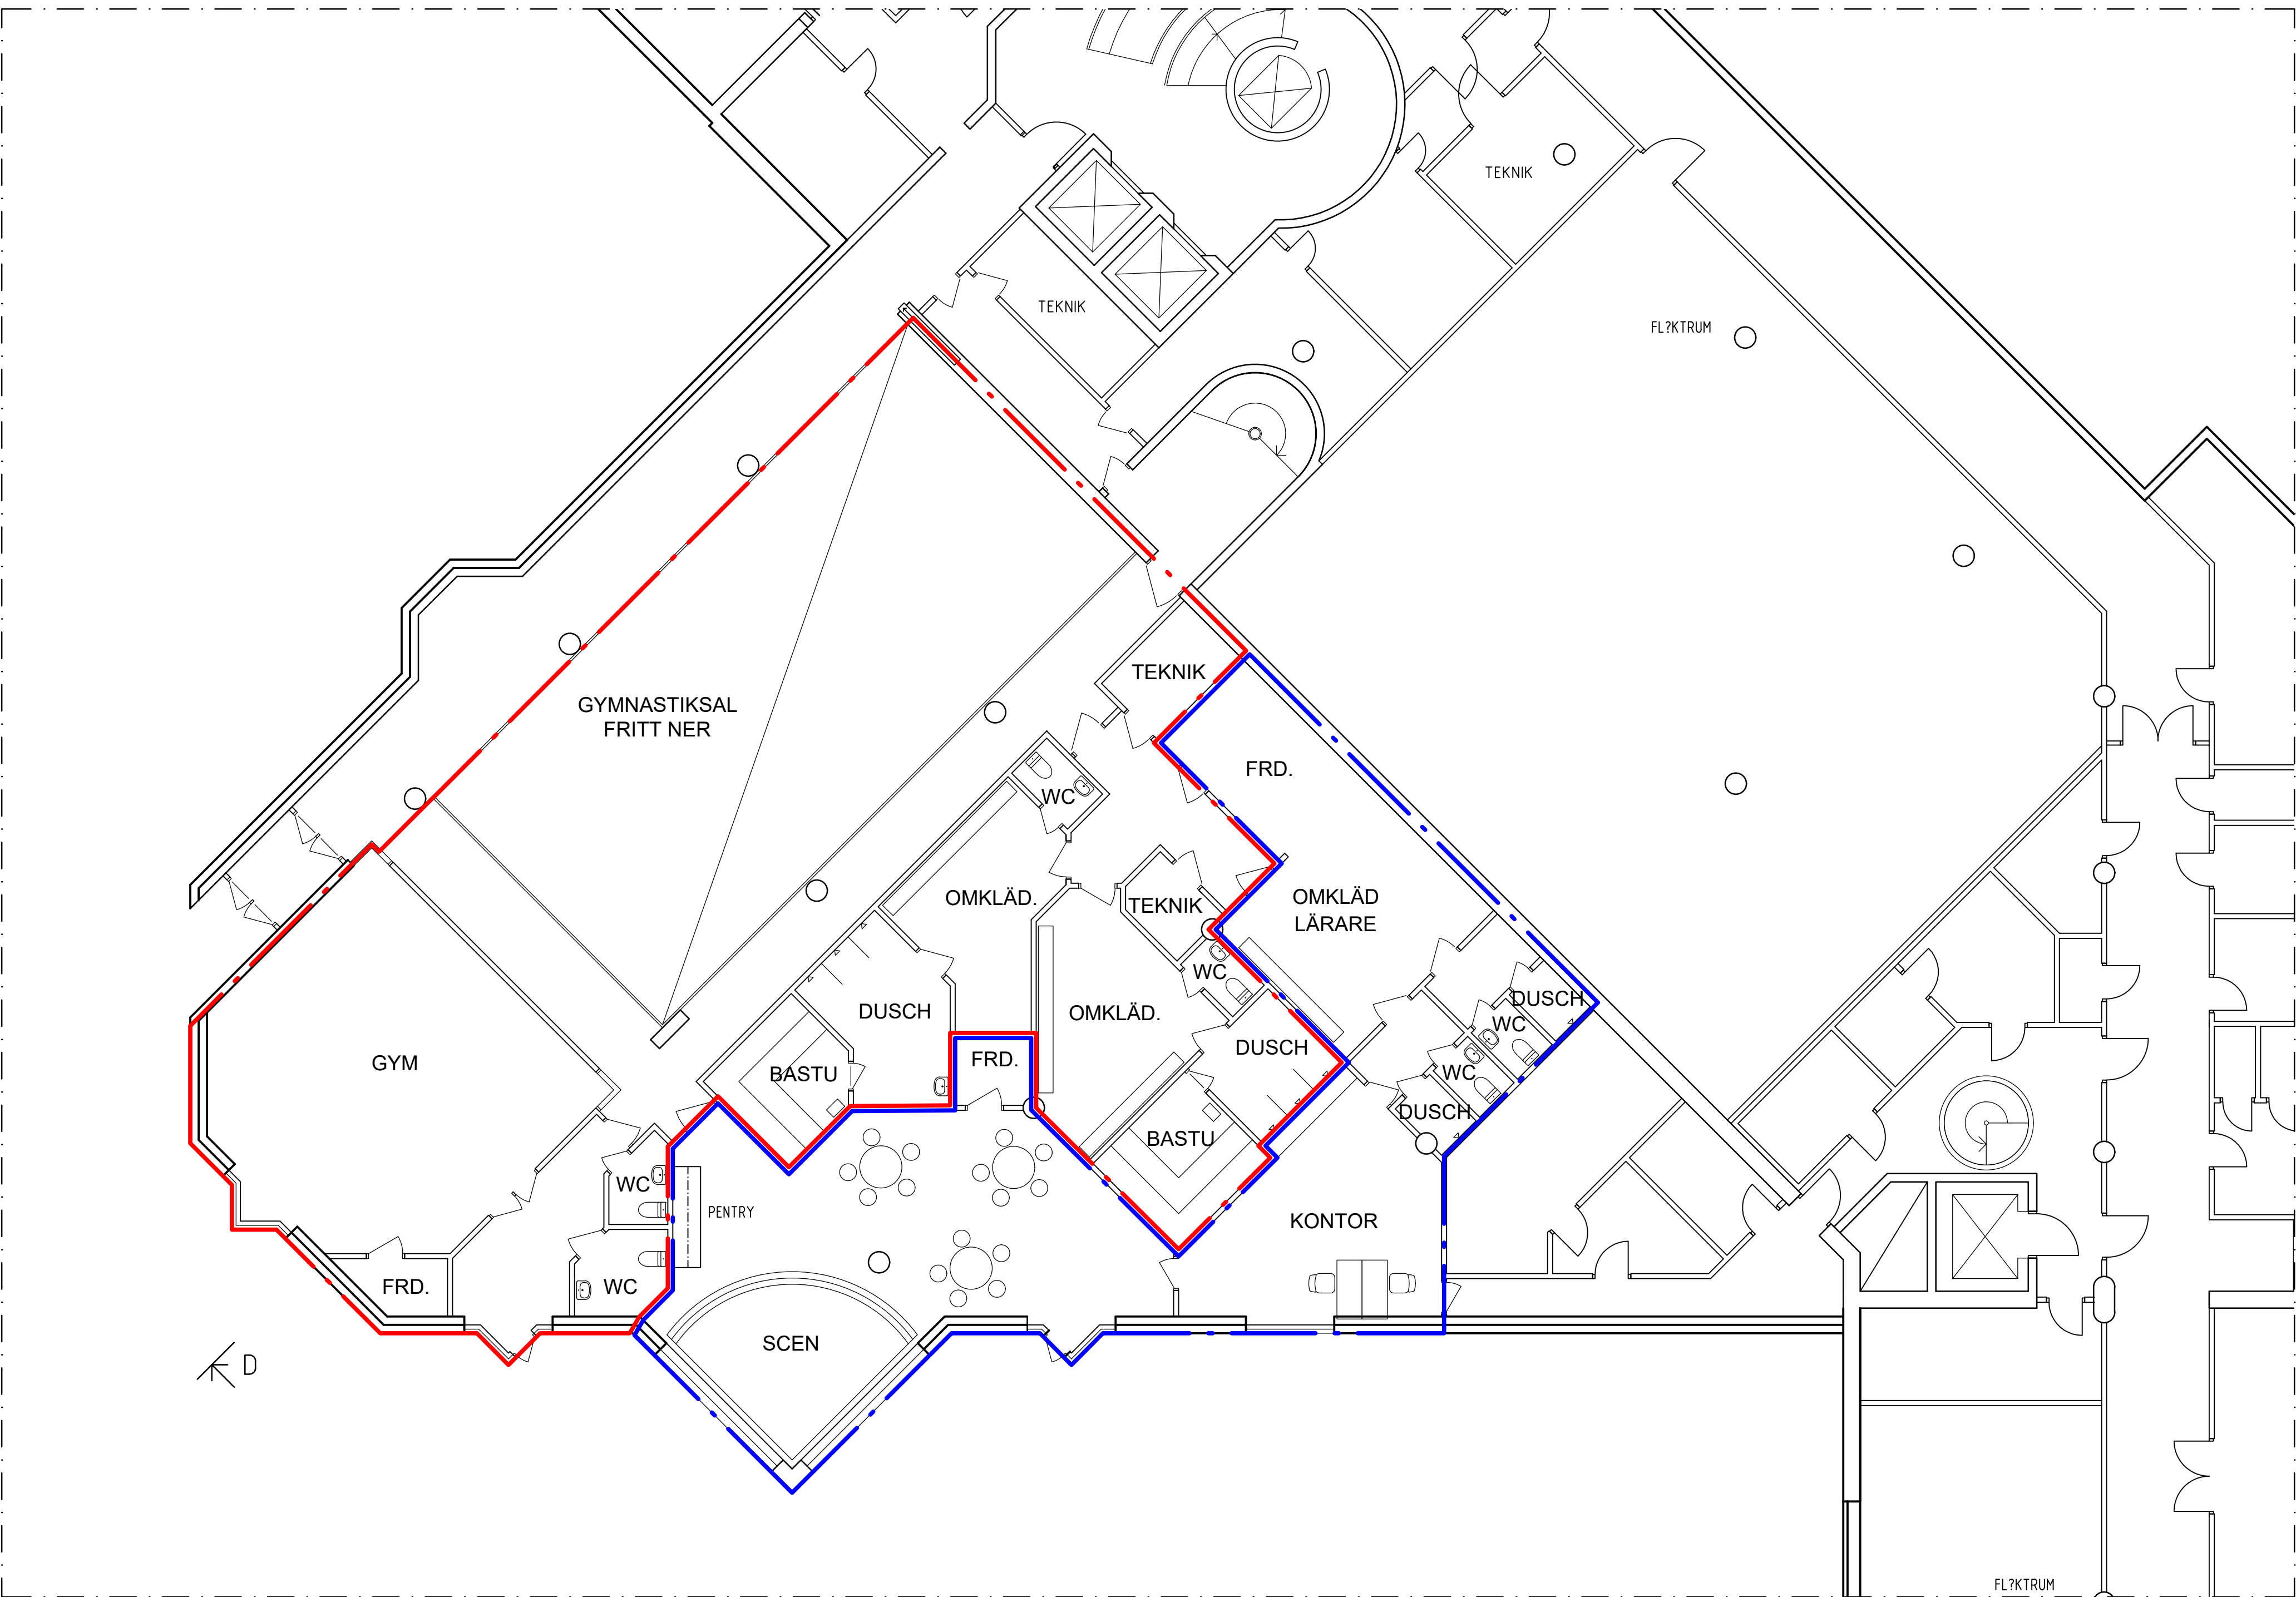 TEKNIK
TEKNIK
FL?KTRUM
TEKNIK
GYMNASTIKSAL
FRITT NER
FRD.
WC
OMKLÄD.
OMKLÄD
LÄRARE
TEKNIK
WC
DUSCH
DUSCH
OMKLÄD.
WC
DUSCH
FRD.
GYM
BASTU
WC
DUSCH
BASTU
WC
PENTRY
KONTOR
FRD.
WC
SCEN
D
FL?KTRUM